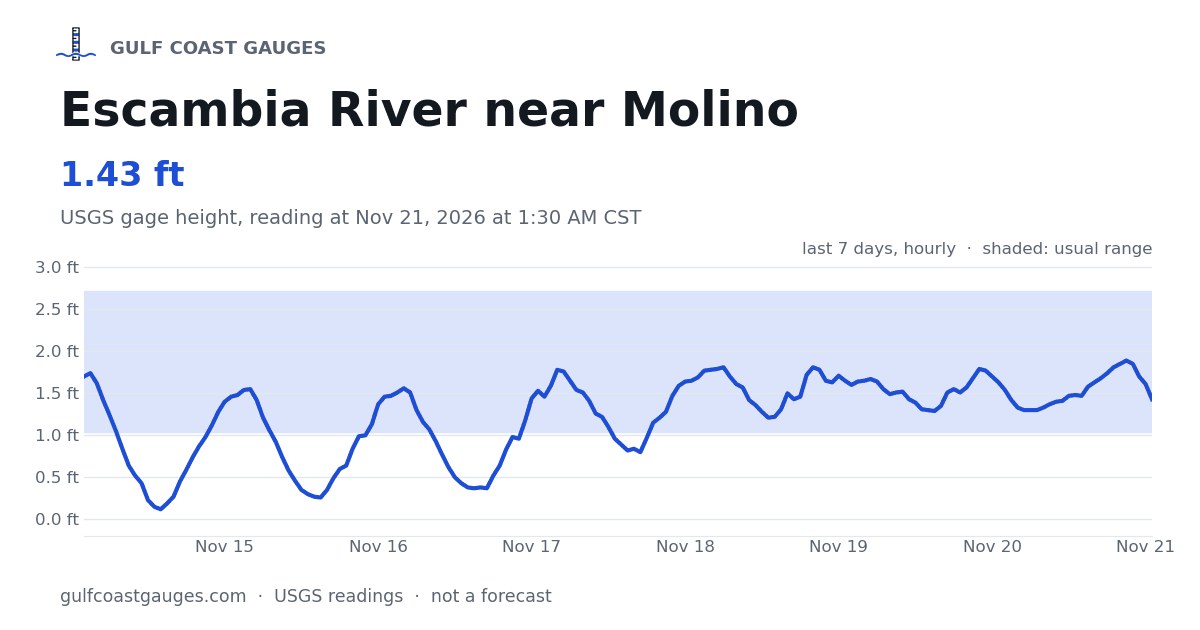 GULF COAST GAUGES
Escambia River near Molino
1.43 ft
USGS gage height, reading at Nov 21, 2026 at 1:30 AM CST
last 7 days, hourly · shaded: usual range
3.0 ft
2.5 ft
2.0 ft
1.5 ft
1.0 ft
0.5 ft
0.0 ft
Nov 15 Nov 16 Nov 17 Nov 18 Nov 19 Nov 20 Nov 21
gulfcoastgauges.com · USGS readings · not a forecast